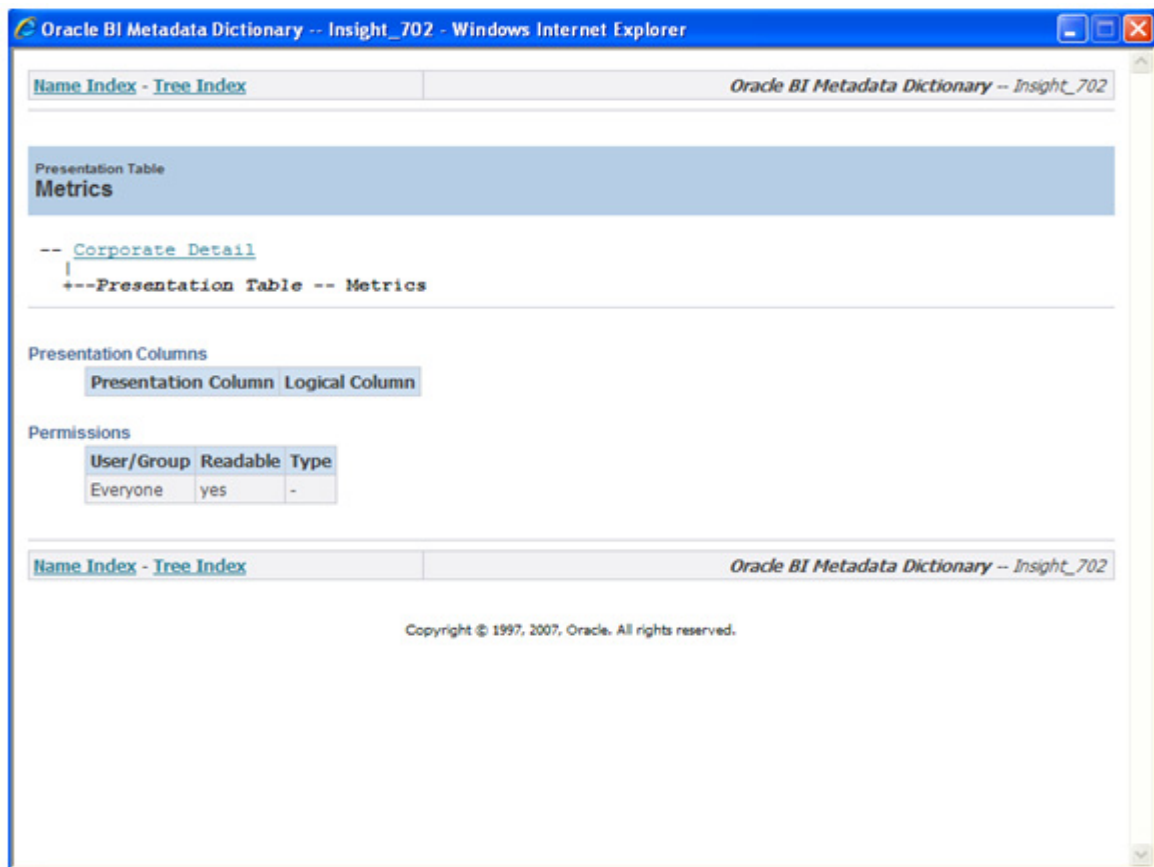 Oracle BI Metadata Dictionary -- Insight_702 - Windows Internet Explorer
Name Index - Tree Index Oracle BI Metadata Dictionary -- Insight_702
Presentation Table
Metrics
-- Corporate Detail
|
+--Presentation Table -- Metrics
Presentation Columns
Presentation Column Logical Column
Permissions
User/Group Readable Type
Everyone yes -
Name Index - Tree Index Oracle BI Metadata Dictionary -- Insight_702
Copyright © 1997, 2007, Oracle. All rights reserved.